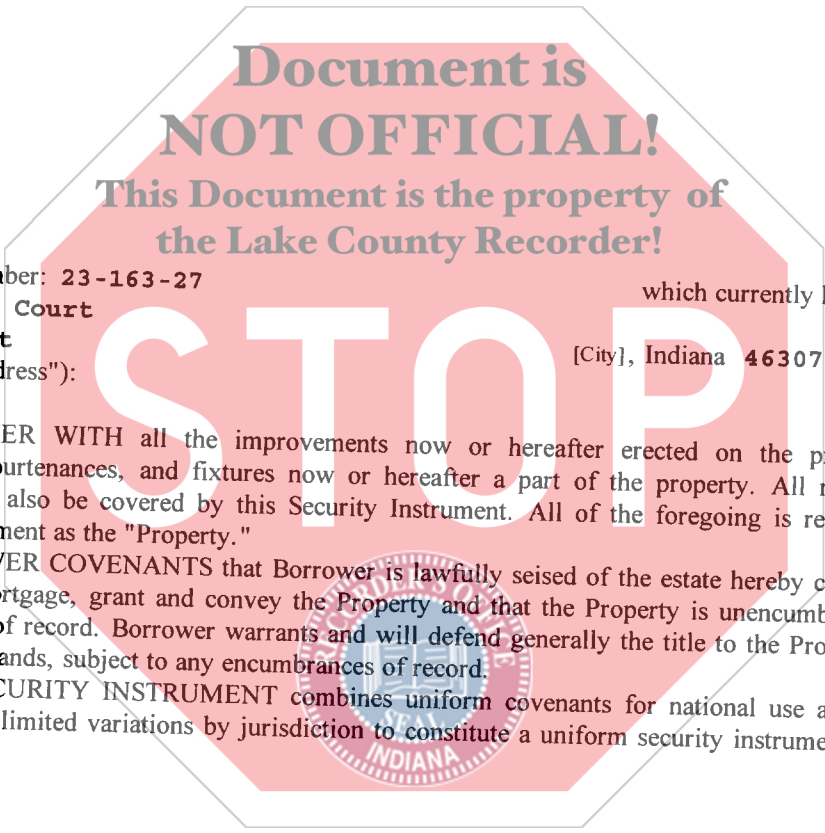 Document is
NOT OFFICIAL!
This Document is the property of
the Lake County Recorder!
ber: 23-163-27
which currently
Court
[City], Indiana 46307
dress"):
STOP
ER WITH all the improvements now or hereafter erected on the p
urtenances, and fixtures now or hereafter a part of the property. All
also be covered by this Security Instrument. All of the foregoing is re
ment as the "Property."
ER COVENANTS that Borrower is lawfully seised of the estate hereby c
rtgage, grant and convey the Property and that the Property is unencumb
of record. Borrower warrants and will defend generally the title to the Pro
ands, subject to any encumbrances of record.
CURITY INSTRUMENT combines uniform covenants for national use a
limited variations by jurisdiction to constitute a uniform security instrume
RECORDER'S OFFICE
SEAL
INDIANA